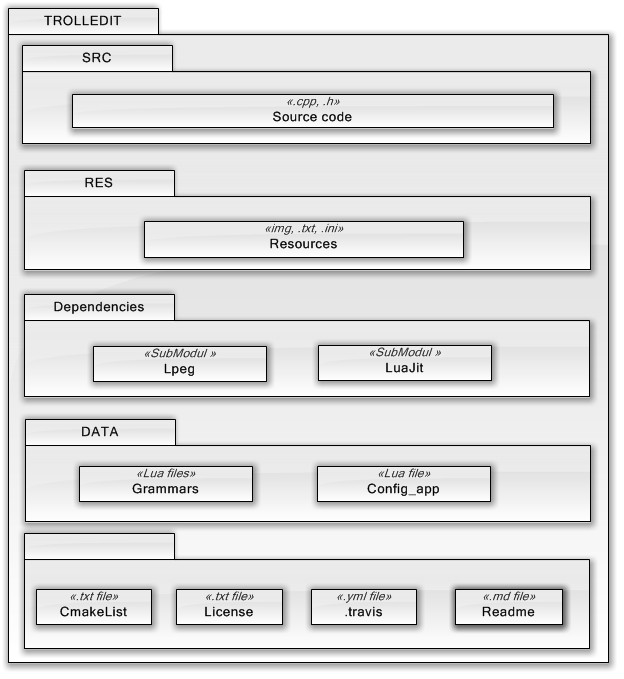 TROLLEDIT
SRC
«.cpp, .h»
Source code
RES
«img, .txt, .ini»
Resources
Dependencies
«SubModul »
Lpeg
«SubModul »
LuaJit
DATA
«Lua files»
Grammars
«Lua file»
Config_app
«.txt file»
CmakeList
«.txt file»
License
«.yml file»
.travis
«.md file»
Readme